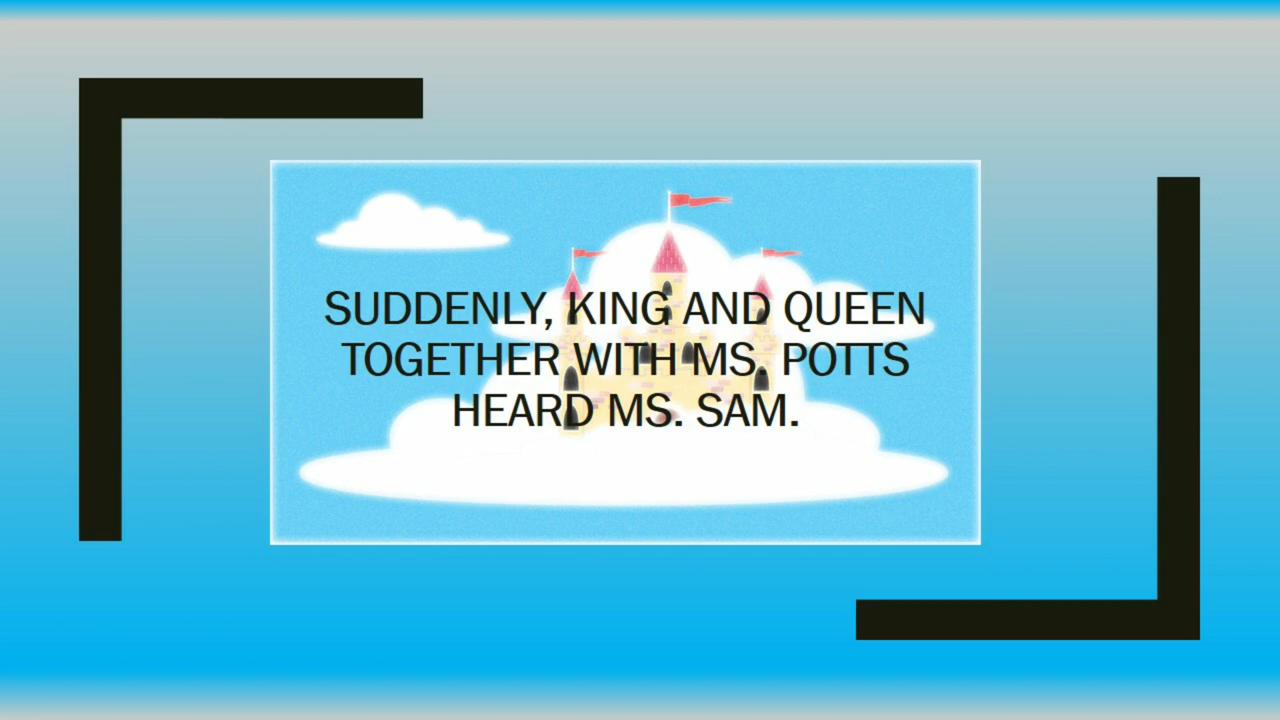 SUDDENLY, KING AND QUEEN
TOGETHER WITH MS. POTTS
HEARD MS. SAM.